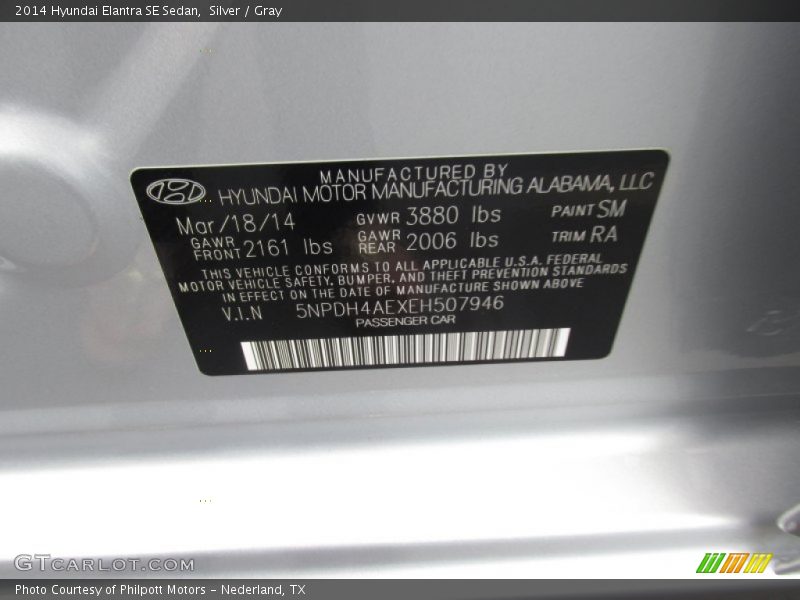 2014 Hyundai Elantra SE Sedan, Silver / Gray
MANUFACTURED BY
HYUNDAI MOTOR MANUFACTURING ALABAMA, LLC
Mar/18/14 GVWR 3880 lbs PAINT SM
GAWR FRONT 2161 lbs GAWR REAR 2006 lbs TRIM RA
THIS VEHICLE CONFORMS TO ALL APPLICABLE U.S.A. FEDERAL
MOTOR VEHICLE SAFETY, BUMPER, AND THEFT PREVENTION STANDARDS
IN EFFECT ON THE DATE OF MANUFACTURE SHOWN ABOVE
V.I.N 5NPDH4AEXEH507946
PASSENGER CAR
GTCARLOT.COM
Photo Courtesy of Philpott Motors - Nederland, TX